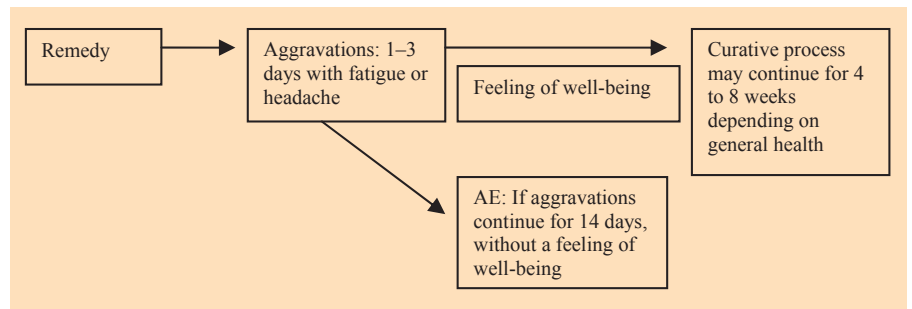 Remedy
Aggravations: 1–3
days with fatigue or
headache
Feeling of well-being
Curative process
may continue for 4
to 8 weeks
depending on
general health
AE: If aggravations
continue for 14 days,
without a feeling of
well-being